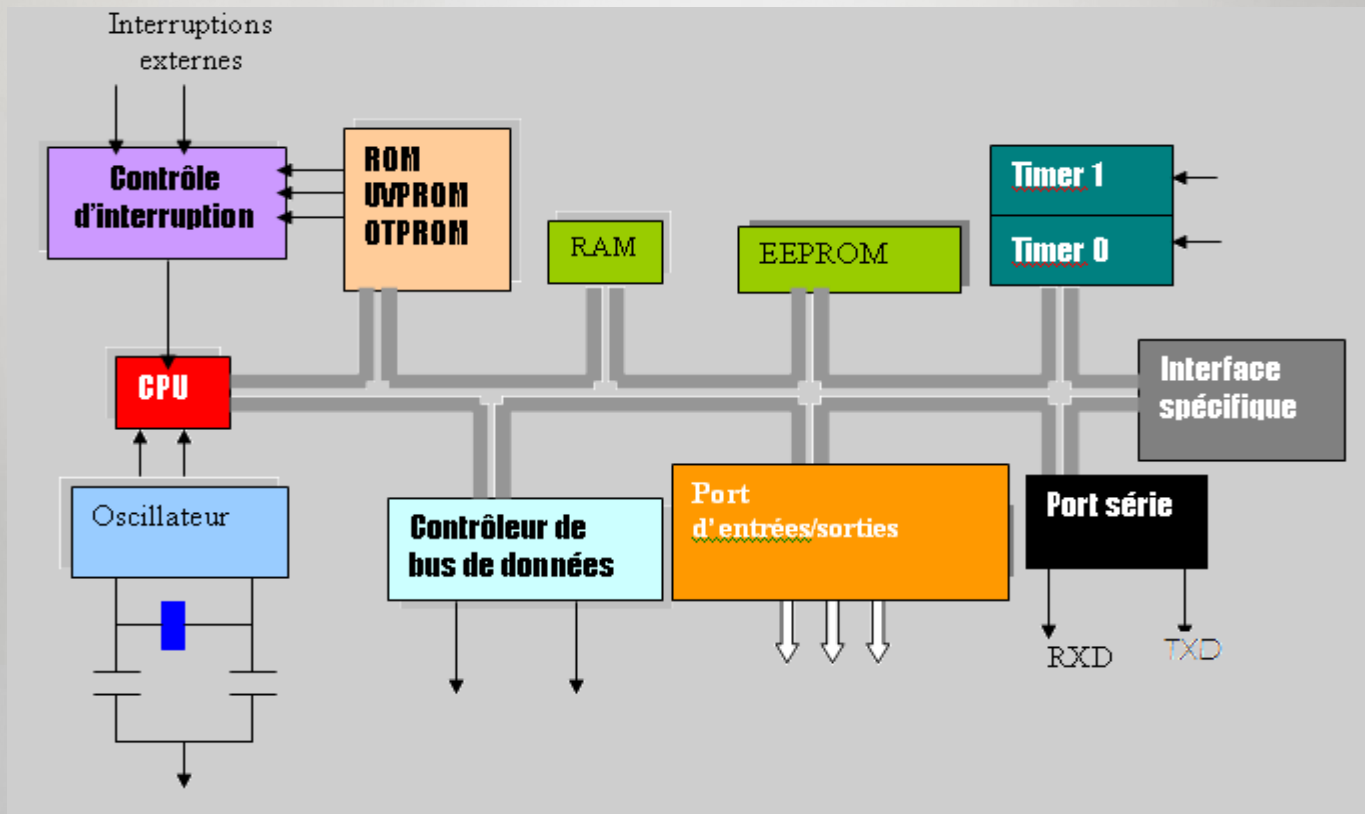 Interruptions
externes
Contrôle
d'interruption
ROM
UVPROM
OTPROM
RAM
EEPROM
Timer 1
Timer 0
CPU
Interface
spécifique
Oscillateur
Contrôleur de
bus de données
Port
d'entrées/sorties
Port série
RXD
TXD